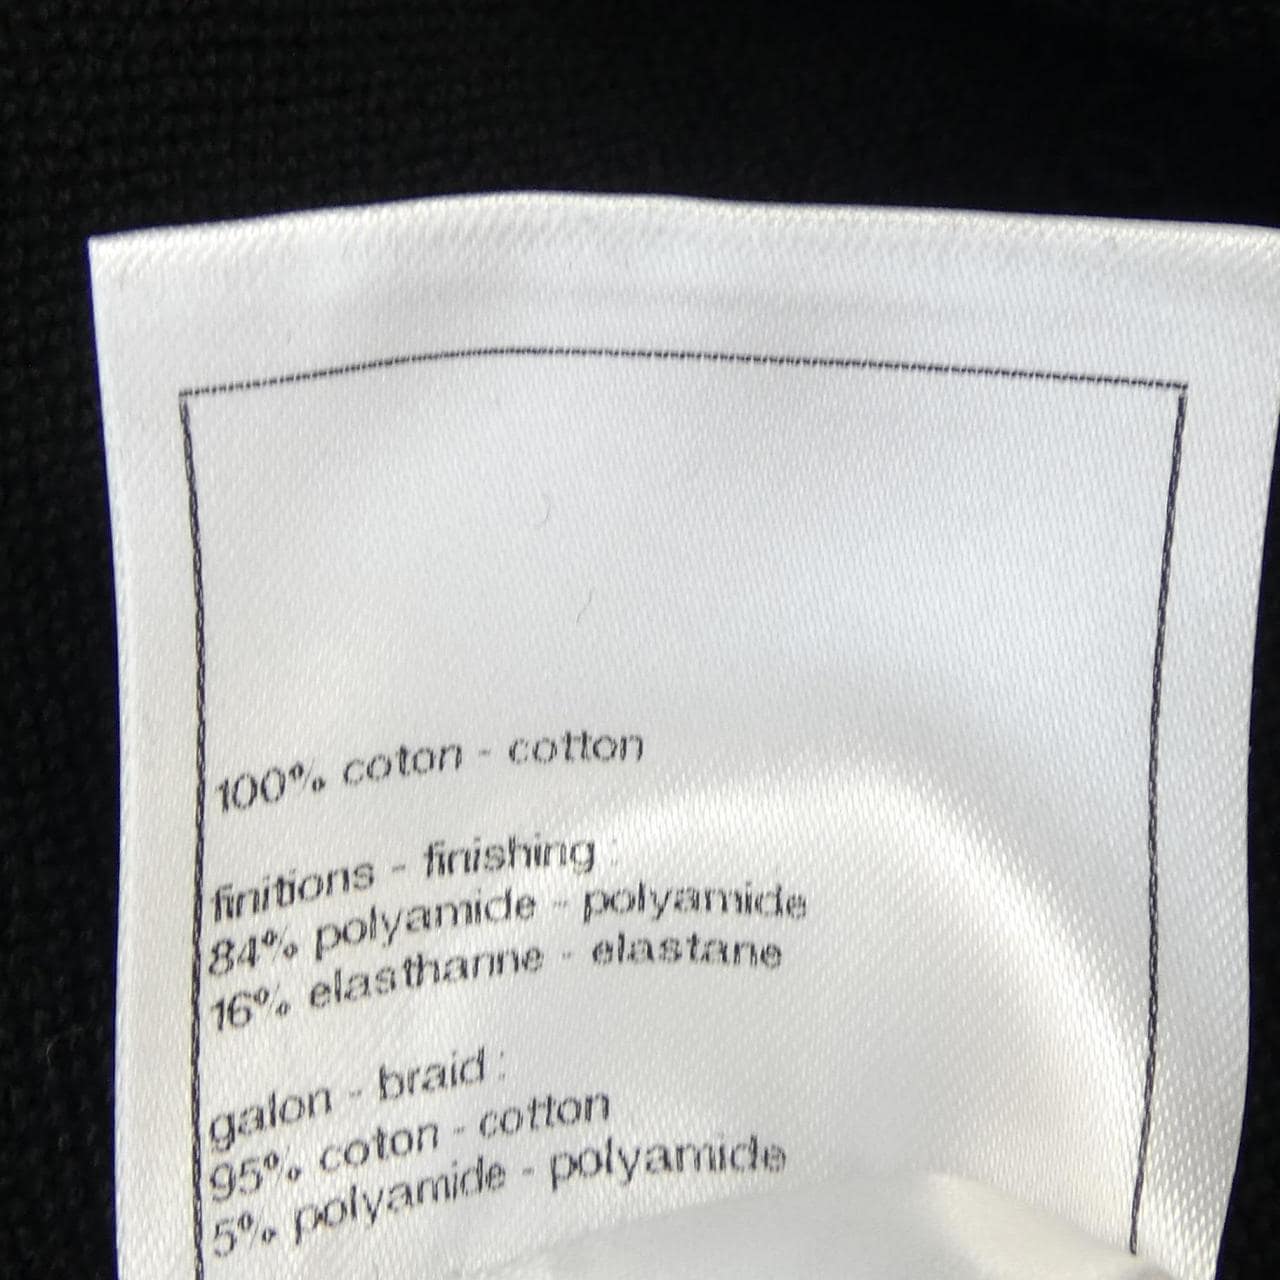 100% coton - cotton
finitions - finishing :
84% polyamide - polyamide
16% elasthanne - elastane
galon - braid :
95% coton - cotton
5% polyamide - polyamide